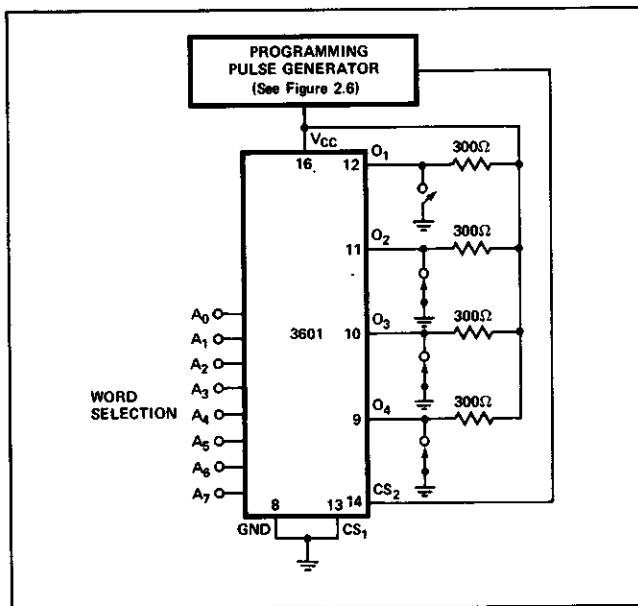 PROGRAMMING
PULSE GENERATOR
(See Figure 2.6)
VCC
16
12 O1 300Ω
11 O2 300Ω
10 O3 300Ω
9 O4 300Ω
3601
WORD
SELECTION
A0
A1
A2
A3
A4
A5
A6
A7
8 13 14 CS2
GND CS1